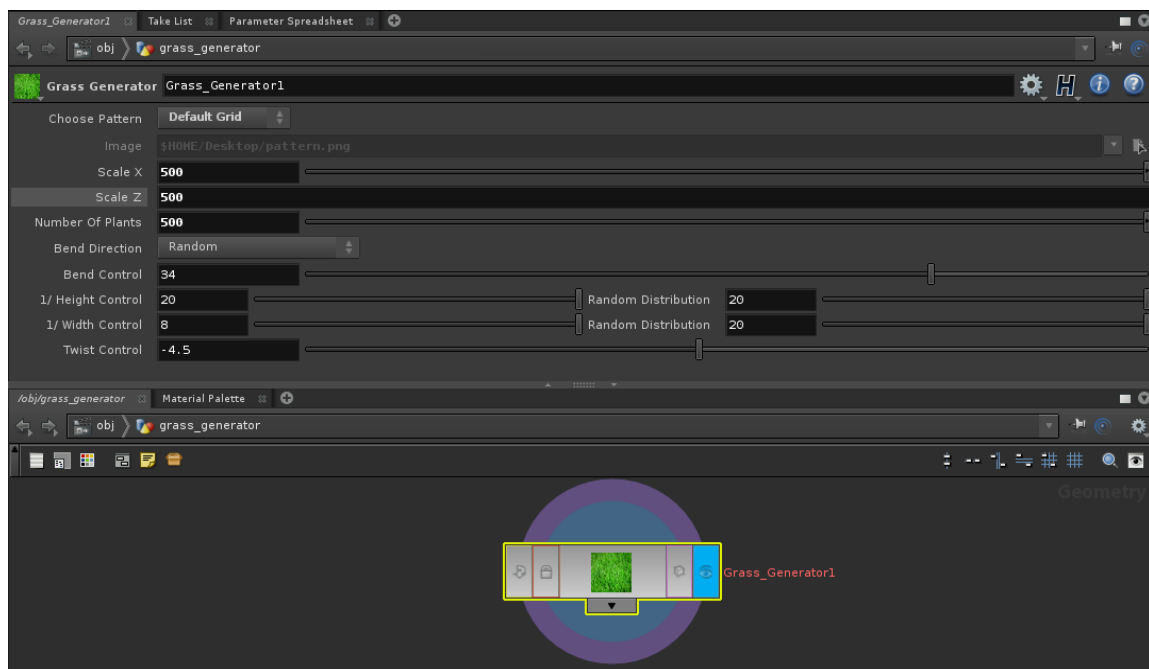 Grass_Generator1 Take List Parameter Spreadsheet
obj grass_generator
Grass Generator Grass_Generator1
Choose Pattern Default Grid
Image $HOME/Desktop/pattern.png
Scale X 500
Scale Z 500
Number Of Plants 500
Bend Direction Random
Bend Control 34
1/ Height Control 20 Random Distribution 20
1/ Width Control 8 Random Distribution 20
Twist Control -4.5
/obj/grass_generator Material Palette
obj grass_generator
Geometry
Grass_Generator1